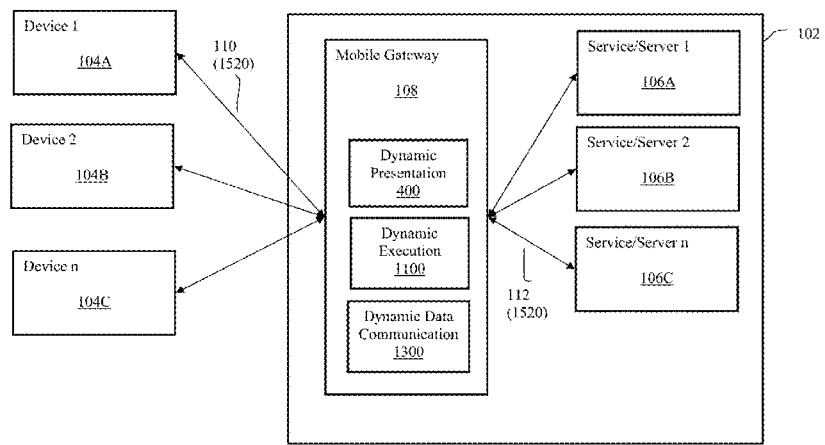 Device 1
104A
Device 2
104B
Device n
104C
110
(1520)
Mobile Gateway
108
Dynamic
Presentation
400
Dynamic
Execution
1100
Dynamic Data
Communication
1300
Service/Server 1
106A
Service/Server 2
106B
Service/Server n
106C
112
(1520)
102